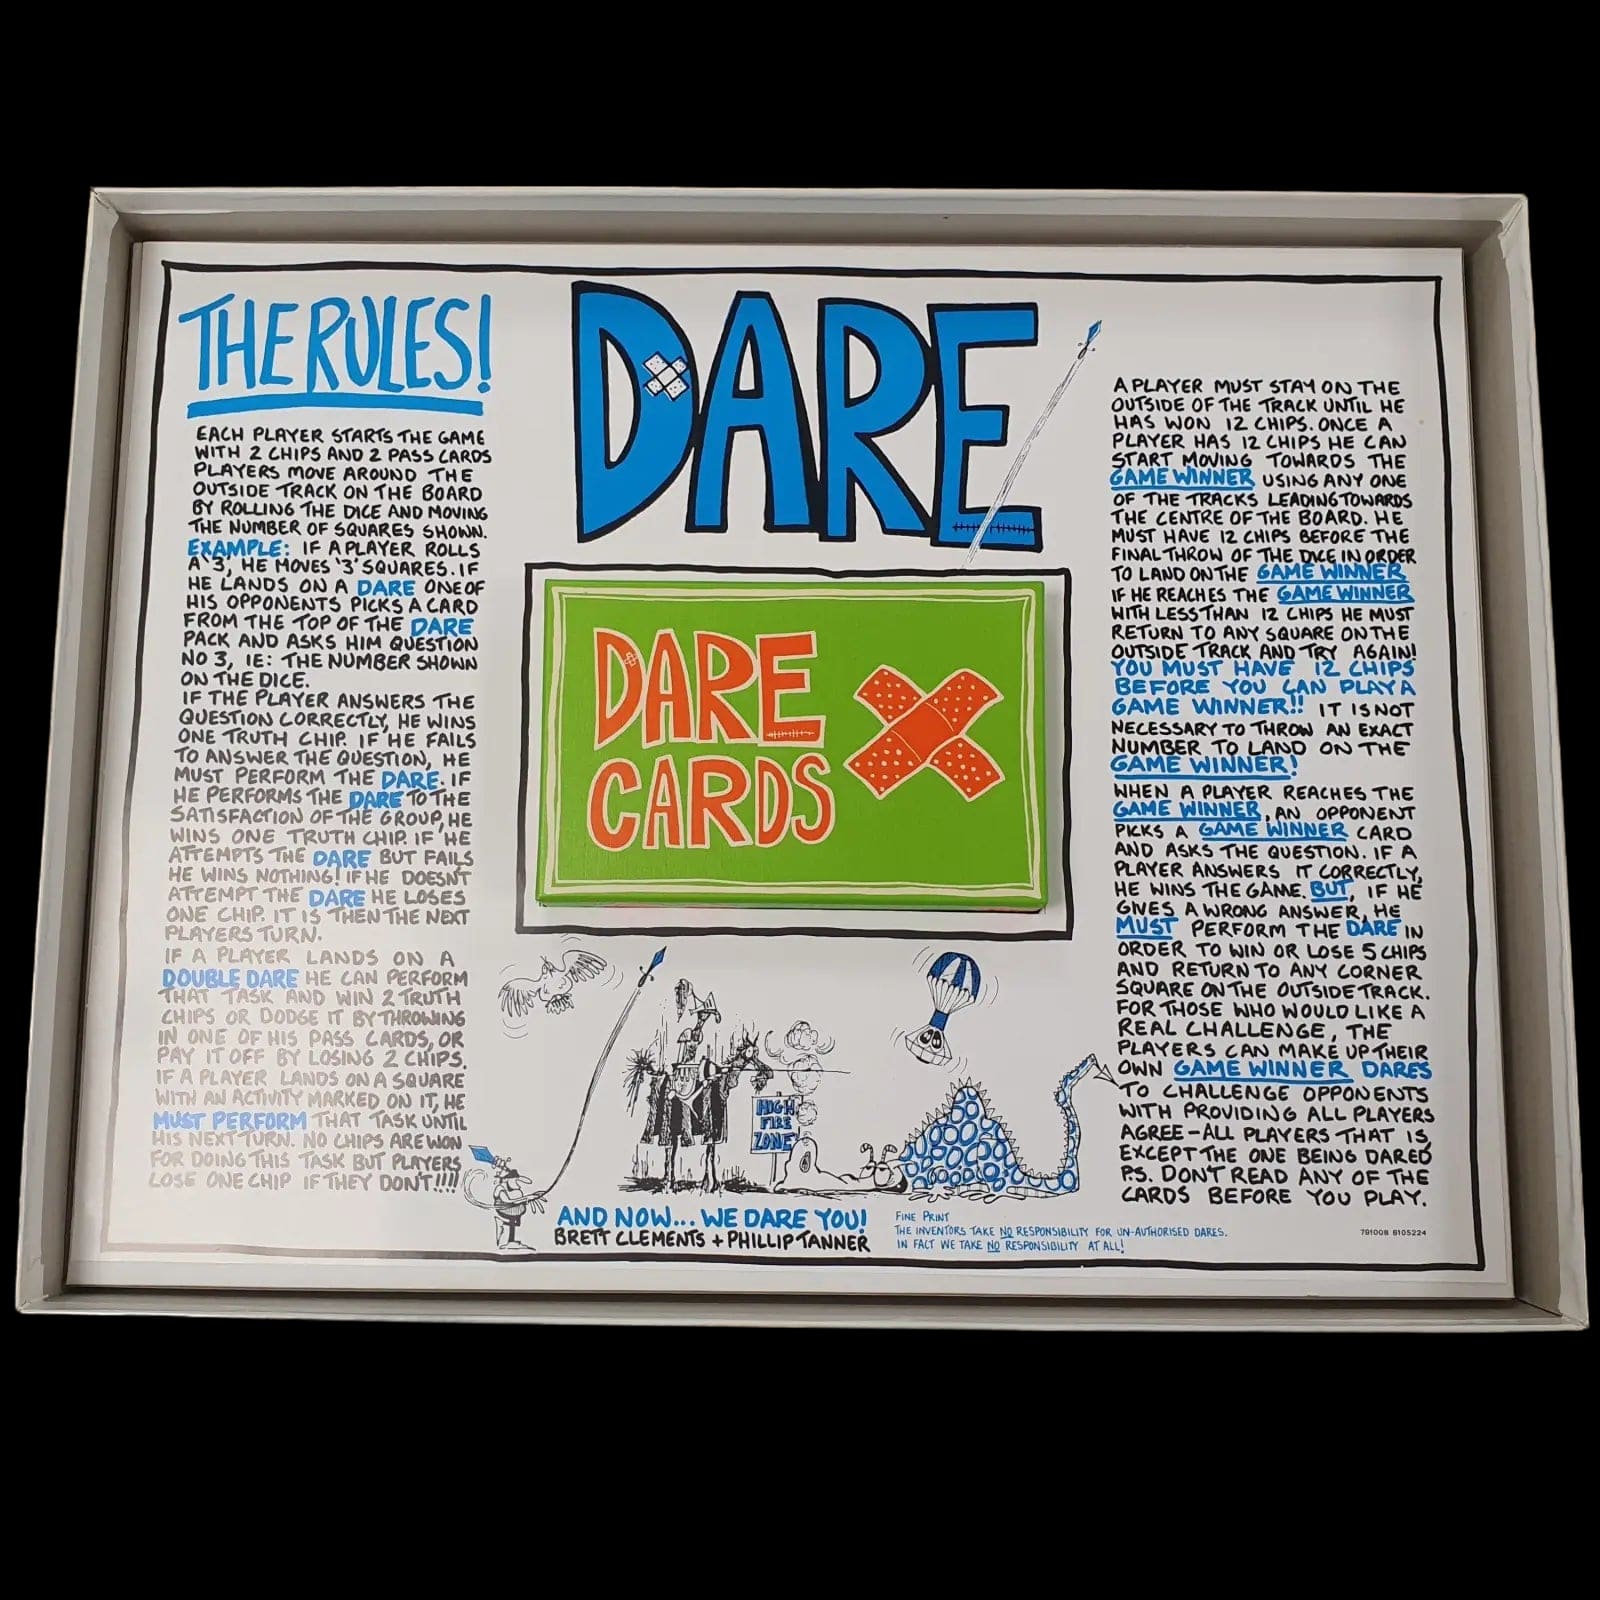 THE RULES!
EACH PLAYER STARTS THE GAME
WITH 2 CHIPS AND 2 PASS CARDS
PLAYERS MOVE AROUND THE
OUTSIDE TRACK ON THE BOARD
BY ROLLING THE DICE AND MOVING
THE NUMBER OF SQUARES SHOWN.
EXAMPLE: IF A PLAYER ROLLS
A '3', HE MOVES '3' SQUARES. IF
HE LANDS ON A DARE ONE OF
HIS OPPONENTS PICKS A CARD
FROM THE TOP OF THE DARE
PACK AND ASKS HIM QUESTION
NO 3, IE: THE NUMBER SHOWN
ON THE DICE.
IF THE PLAYER ANSWERS THE
QUESTION CORRECTLY, HE WINS
ONE TRUTH CHIP. IF HE FAILS
TO ANSWER THE QUESTION, HE
MUST PERFORM THE DARE. IF
HE PERFORMS THE DARE TO THE
SATISFACTION OF THE GROUP, HE
WINS ONE TRUTH CHIP. IF HE
ATTEMPTS THE DARE BUT FAILS
HE WINS NOTHING! IF HE DOESN'T
ATTEMPT THE DARE HE LOSES
ONE CHIP. IT IS THEN THE NEXT
PLAYERS TURN.
IF A PLAYER LANDS ON A
DOUBLE DARE HE CAN PERFORM
THAT TASK AND WIN 2 TRUTH
CHIPS OR DODGE IT BY THROWING
IN ONE OF HIS PASS CARDS, OR
PAY IT OFF BY LOSING 2 CHIPS.
IF A PLAYER LANDS ON A SQUARE
WITH AN ACTIVITY MARKED ON IT, HE
MUST PERFORM THAT TASK UNTIL
HIS NEXT TURN. NO CHIPS ARE WON
FOR DOING THIS TASK BUT PLAYERS
LOSE ONE CHIP IF THEY DON'T!!!!
DARE
DARE
CARDS
HIGH
FIRE
ZONE
AND NOW... WE DARE YOU!
BRETT CLEMENTS + PHILLIP TANNER
FINE PRINT
THE INVENTORS TAKE NO RESPONSIBILITY FOR UN-AUTHORISED DARES.
IN FACT WE TAKE NO RESPONSIBILITY AT ALL!
A PLAYER MUST STAY ON THE
OUTSIDE OF THE TRACK UNTIL HE
HAS WON 12 CHIPS. ONCE A
PLAYER HAS 12 CHIPS HE CAN
START MOVING TOWARDS THE
GAME WINNER USING ANY ONE
OF THE TRACKS LEADING TOWARDS
THE CENTRE OF THE BOARD. HE
MUST HAVE 12 CHIPS BEFORE THE
FINAL THROW OF THE DICE IN ORDER
TO LAND ON THE GAME WINNER
IF HE REACHES THE GAME WINNER
WITH LESS THAN 12 CHIPS HE MUST
RETURN TO ANY SQUARE ON THE
OUTSIDE TRACK AND TRY AGAIN!
YOU MUST HAVE 12 CHIPS
BEFORE YOU CAN PLAY A
GAME WINNER!! IT IS NOT
NECESSARY TO THROW AN EXACT
NUMBER TO LAND ON THE
GAME WINNER!
WHEN A PLAYER REACHES THE
GAME WINNER, AN OPPONENT
PICKS A GAME WINNER CARD
AND ASKS THE QUESTION. IF A
PLAYER ANSWERS IT CORRECTLY,
HE WINS THE GAME. BUT, IF HE
GIVES A WRONG ANSWER, HE
MUST PERFORM THE DARE IN
ORDER TO WIN OR LOSE 5 CHIPS
AND RETURN TO ANY CORNER
SQUARE ON THE OUTSIDE TRACK.
FOR THOSE WHO WOULD LIKE A
REAL CHALLENGE, THE
PLAYERS CAN MAKE UP THEIR
OWN GAME WINNER DARES
TO CHALLENGE OPPONENTS
WITH PROVIDING ALL PLAYERS
AGREE - ALL PLAYERS THAT IS,
EXCEPT THE ONE BEING DARED
P.S. DON'T READ ANY OF THE
CARDS BEFORE YOU PLAY.
791008 8105224